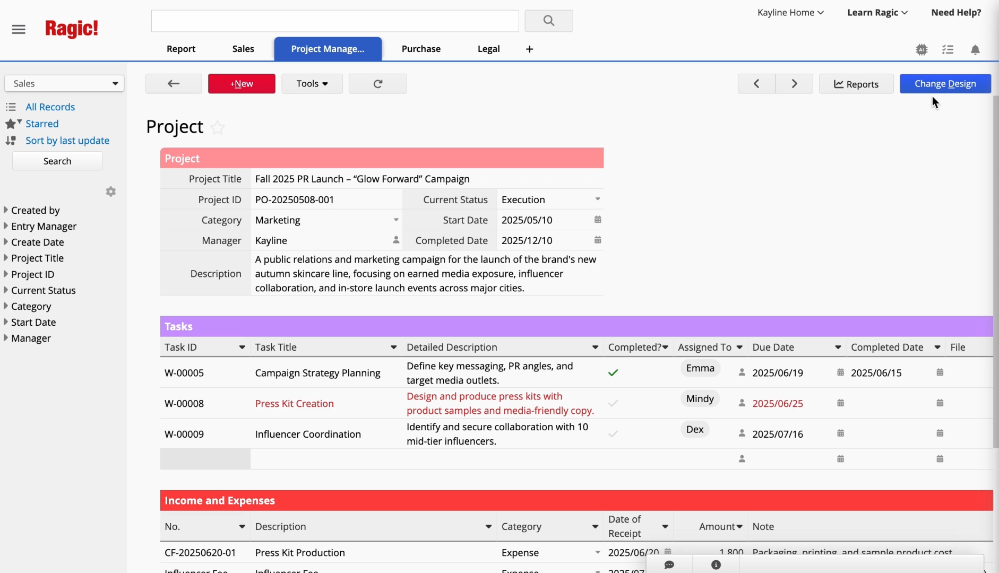 Kayline Home
Learn Ragic
Need Help?
Ragic!
Report
Sales
Project Manage...
Purchase
Legal
+
AI
Sales
+New
Tools
Reports
Change Design
All Records
Starred
Sort by last update
Search
Created by
Entry Manager
Create Date
Project Title
Project ID
Current Status
Category
Start Date
Manager
Project
Project
Project Title Fall 2025 PR Launch – “Glow Forward” Campaign
Project ID PO-20250508-001 Current Status Execution
Category Marketing Start Date 2025/05/10
Manager Kayline Completed Date 2025/12/10
Description
A public relations and marketing campaign for the launch of the brand's new
autumn skincare line, focusing on earned media exposure, influencer
collaboration, and in-store launch events across major cities.
Tasks
Task ID Task Title Detailed Description Completed? Assigned To Due Date Completed Date File
W-00005 Campaign Strategy Planning
Define key messaging, PR angles, and
target media outlets.
Emma 2025/06/19 2025/06/15
W-00008 Press Kit Creation
Design and produce press kits with
product samples and media-friendly copy.
Mindy 2025/06/25
W-00009 Influencer Coordination
Identify and secure collaboration with 10
mid-tier influencers.
Dex 2025/07/16
Income and Expenses
No. Description Category
Date of
Receipt
Amount Note
CF-20250620-01 Press Kit Production Expense 2025/06/20 1,800 Packaging, printing, and sample product cost
Influencer Fee Influencer Fee Expense 2025/07